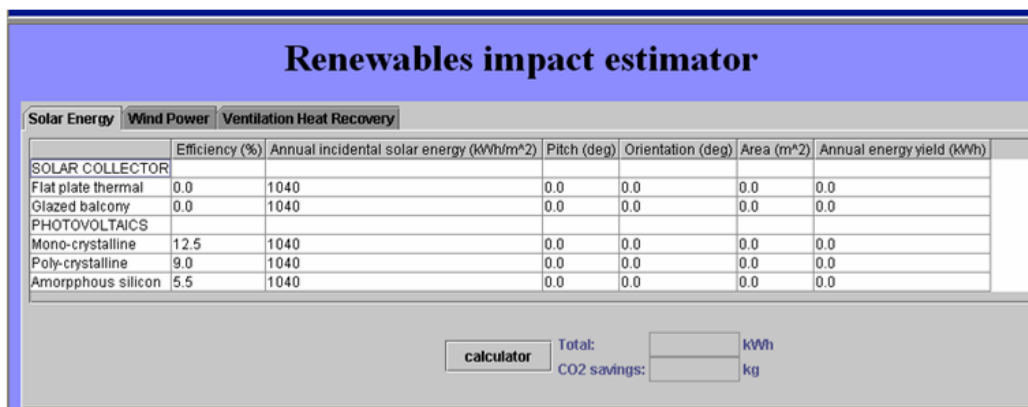 Renewables impact estimator
Solar Energy Wind Power Ventilation Heat Recovery
Efficiency (%) Annual incidental solar energy (kWh/m^2) Pitch (deg) Orientation (deg) Area (m^2) Annual energy yield (kWh)
SOLAR COLLECTOR
Flat plate thermal 0.0 1040 0.0 0.0 0.0 0.0
Glazed balcony 0.0 1040 0.0 0.0 0.0 0.0
PHOTOVOLTAICS
Mono-crystalline 12.5 1040 0.0 0.0 0.0 0.0
Poly-crystalline 9.0 1040 0.0 0.0 0.0 0.0
Amorpphous silicon 5.5 1040 0.0 0.0 0.0 0.0
calculator
Total: kWh
CO2 savings: kg